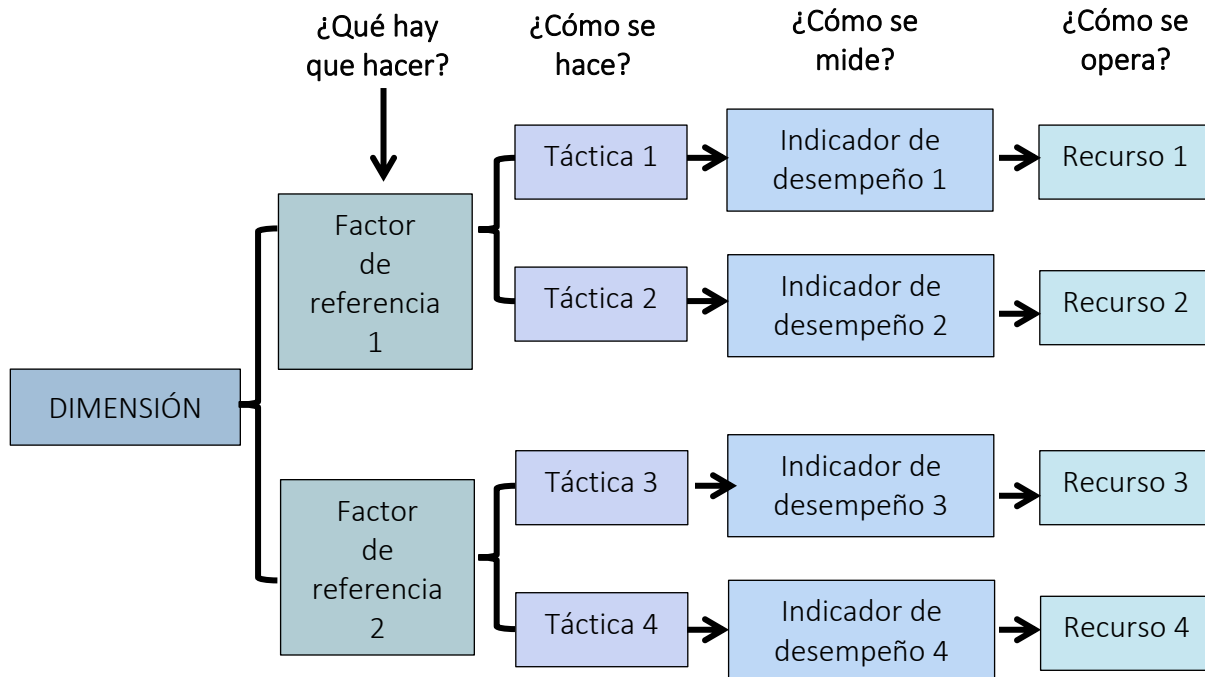 ¿Qué hay
que hacer?
¿Cómo se
hace?
¿Cómo se
mide?
¿Cómo se
opera?
Táctica 1
Indicador de
desempeño 1
Recurso 1
Factor
de
referencia
1
Táctica 2
Indicador de
desempeño 2
Recurso 2
DIMENSIÓN
Táctica 3
Indicador de
desempeño 3
Recurso 3
Factor
de
referencia
2
Táctica 4
Indicador de
desempeño 4
Recurso 4